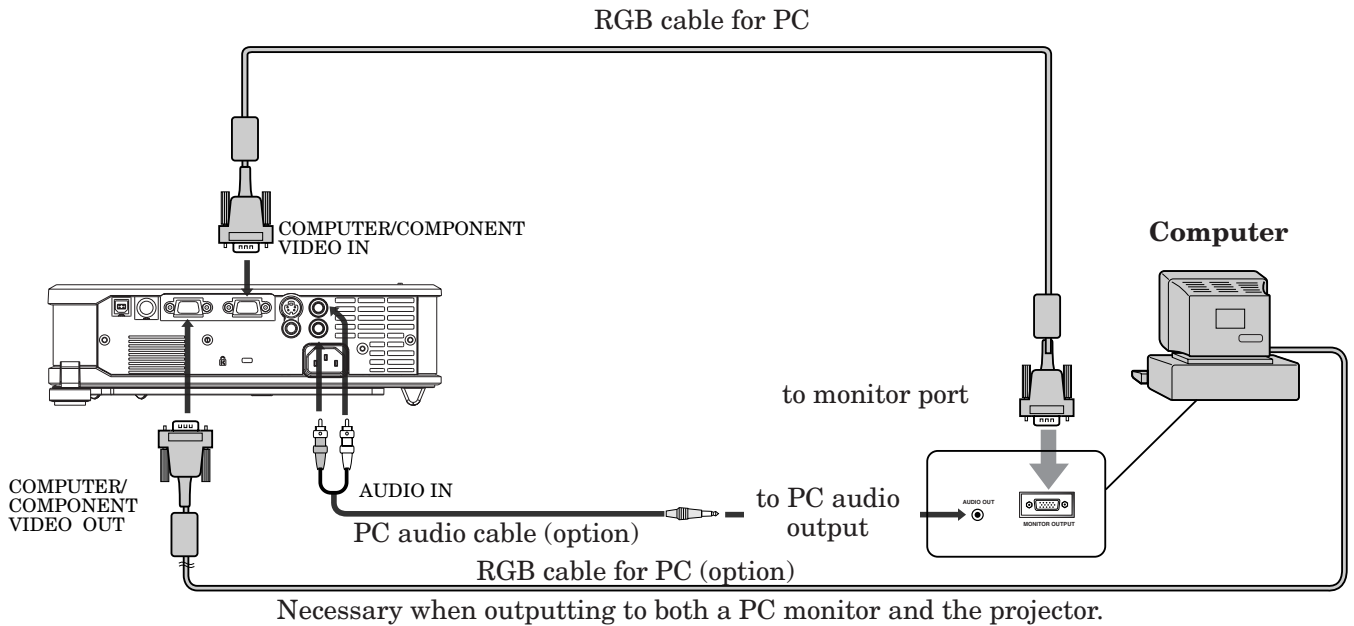 RGB cable for PC
COMPUTER/COMPONENT
VIDEO IN
Computer
to monitor port
COMPUTER/
COMPONENT
VIDEO OUT
AUDIO IN
PC audio cable (option)
to PC audio
output
AUDIO OUT
MONITOR OUTPUT
RGB cable for PC (option)
Necessary when outputting to both a PC monitor and the projector.